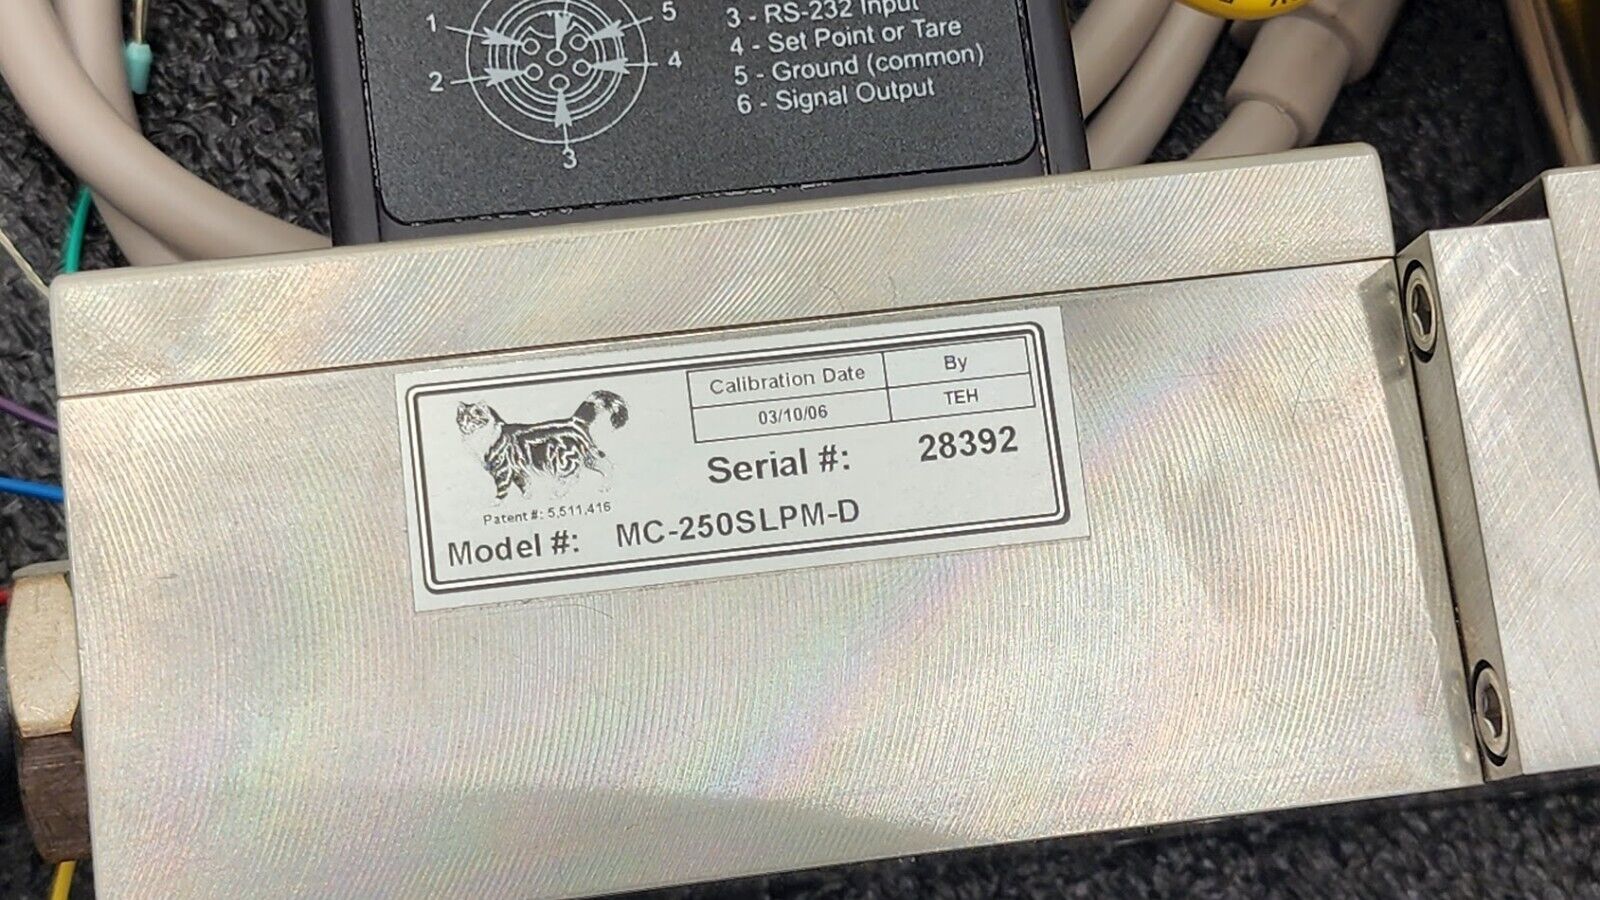 1
5
2
4
3
3 - RS-232 Input
4 - Set Point or Tare
5 - Ground (common)
6 - Signal Output
Calibration Date
By
03/10/06
TEH
Serial #: 28392
Patent #: 5,511,416
Model #: MC-250SLPM-D